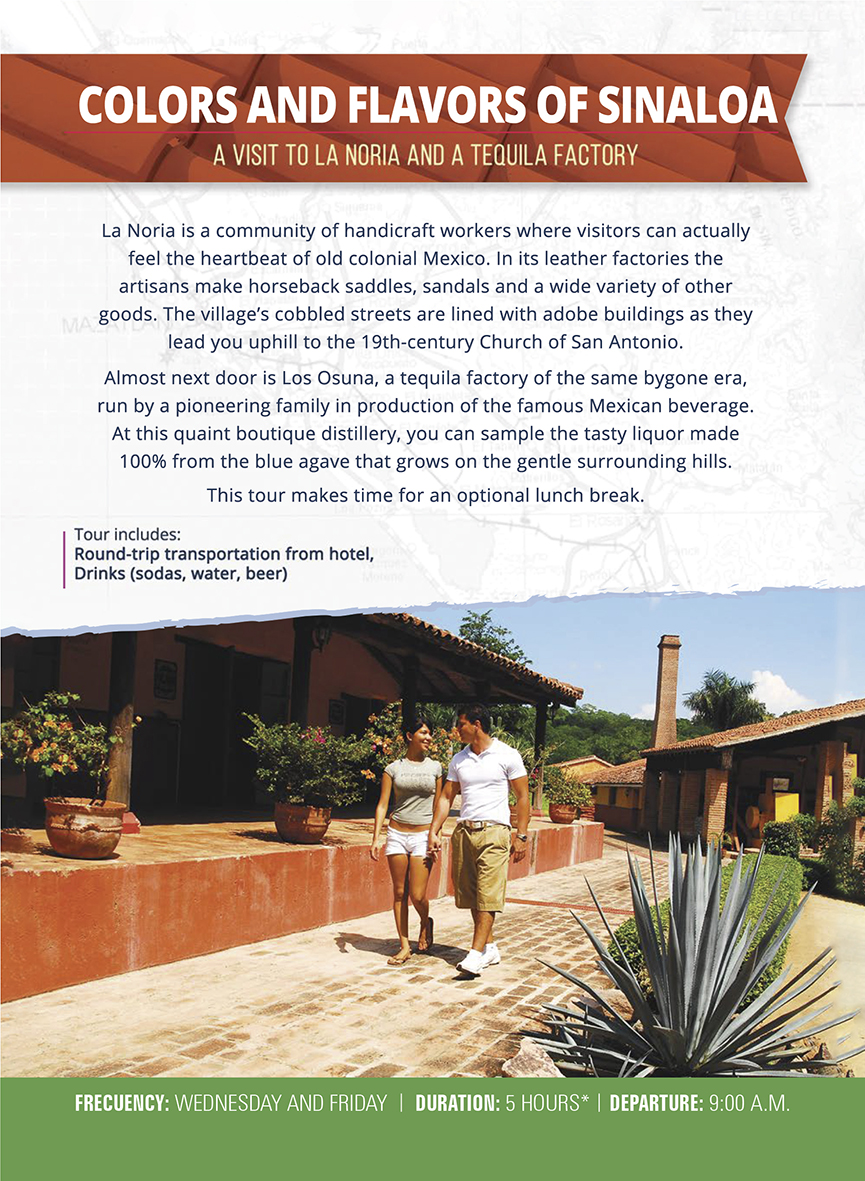 COLORS AND FLAVORS OF SINALOA
A VISIT TO LA NORIA AND A TEQUILA FACTORY
La Noria is a community of handicraft workers where visitors can actually
feel the heartbeat of old colonial Mexico. In its leather factories the
artisans make horseback saddles, sandals and a wide variety of other
goods. The village’s cobbled streets are lined with adobe buildings as they
lead you uphill to the 19th-century Church of San Antonio.
Almost next door is Los Osuna, a tequila factory of the same bygone era,
run by a pioneering family in production of the famous Mexican beverage.
At this quaint boutique distillery, you can sample the tasty liquor made
100% from the blue agave that grows on the gentle surrounding hills.
This tour makes time for an optional lunch break.
Tour includes:
Round-trip transportation from hotel,
Drinks (sodas, water, beer)
FRECUENCY: WEDNESDAY AND FRIDAY | DURATION: 5 HOURS* | DEPARTURE: 9:00 A.M.